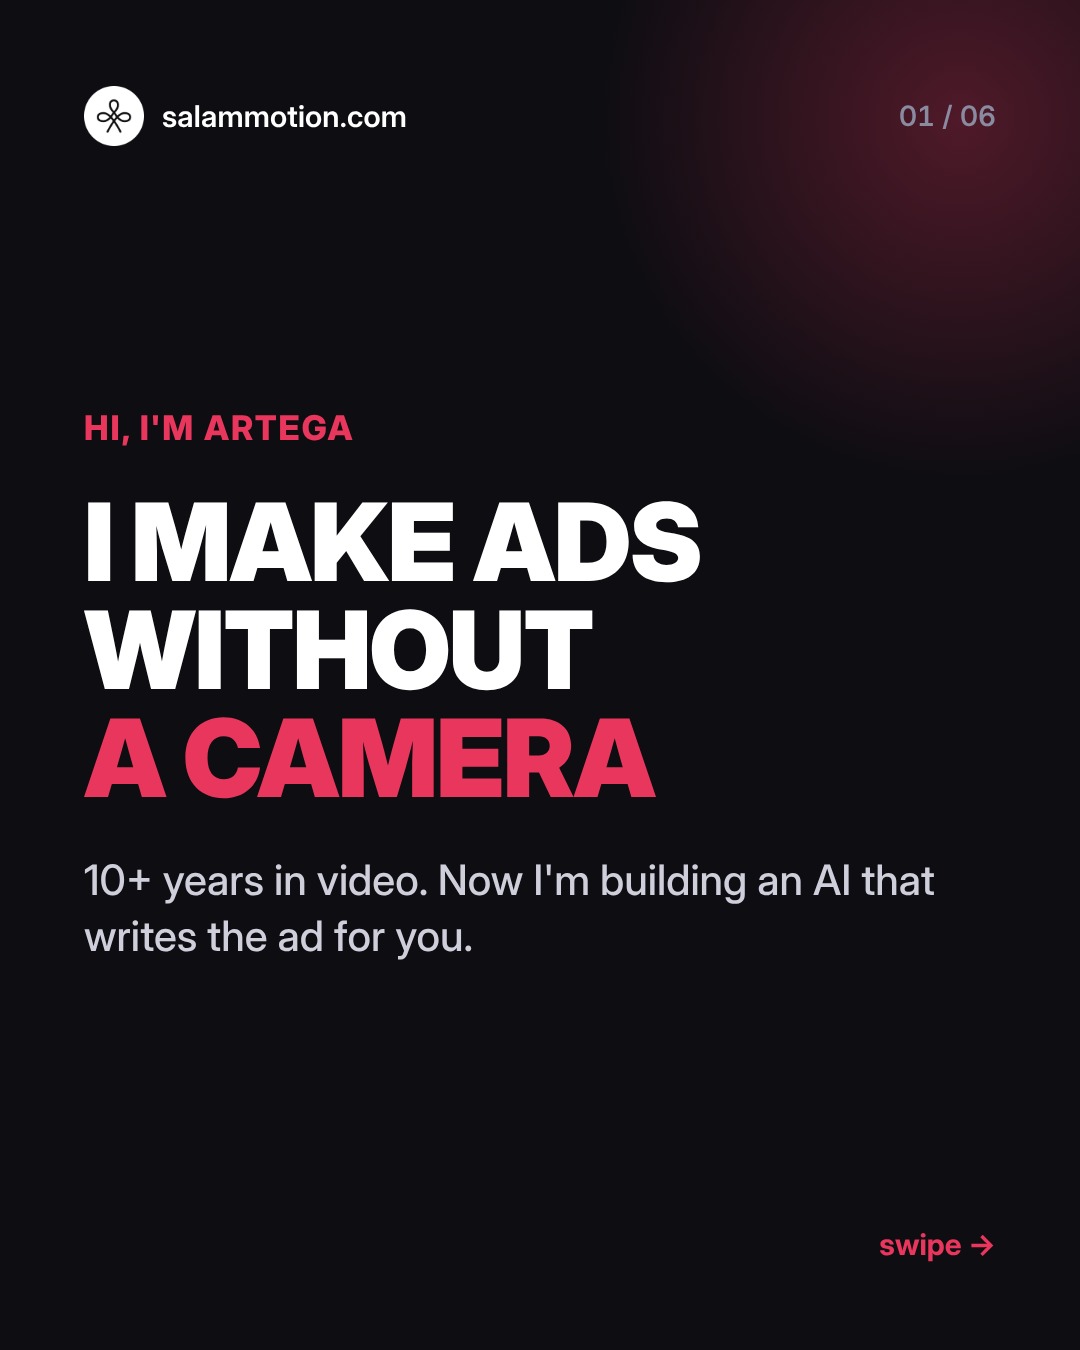 salammotion.com
01 / 06
HI, I'M ARTEGA
I MAKE ADS
WITHOUT
A CAMERA
10+ years in video. Now I'm building an AI that
writes the ad for you.
swipe →